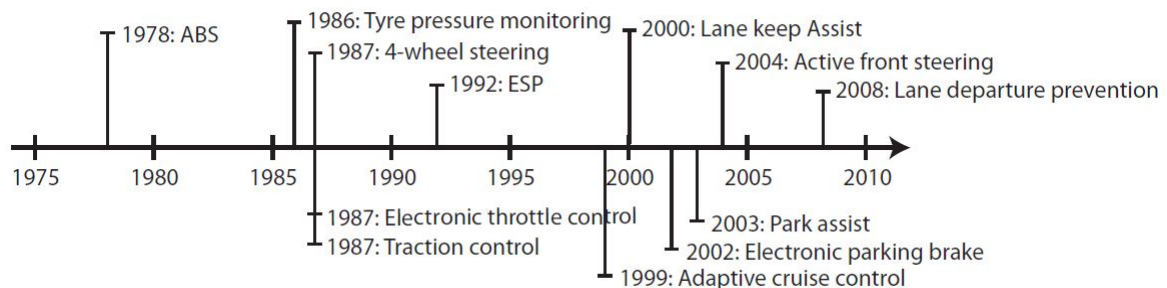 1986: Tyre pressure monitoring
1978: ABS
2000: Lane keep Assist
1987: 4-wheel steering
2004: Active front steering
1992: ESP
2008: Lane departure prevention
1975
1980
1985
1990
1995
2000
2005
2010
1987: Electronic throttle control
2003: Park assist
1987: Traction control
2002: Electronic parking brake
1999: Adaptive cruise control